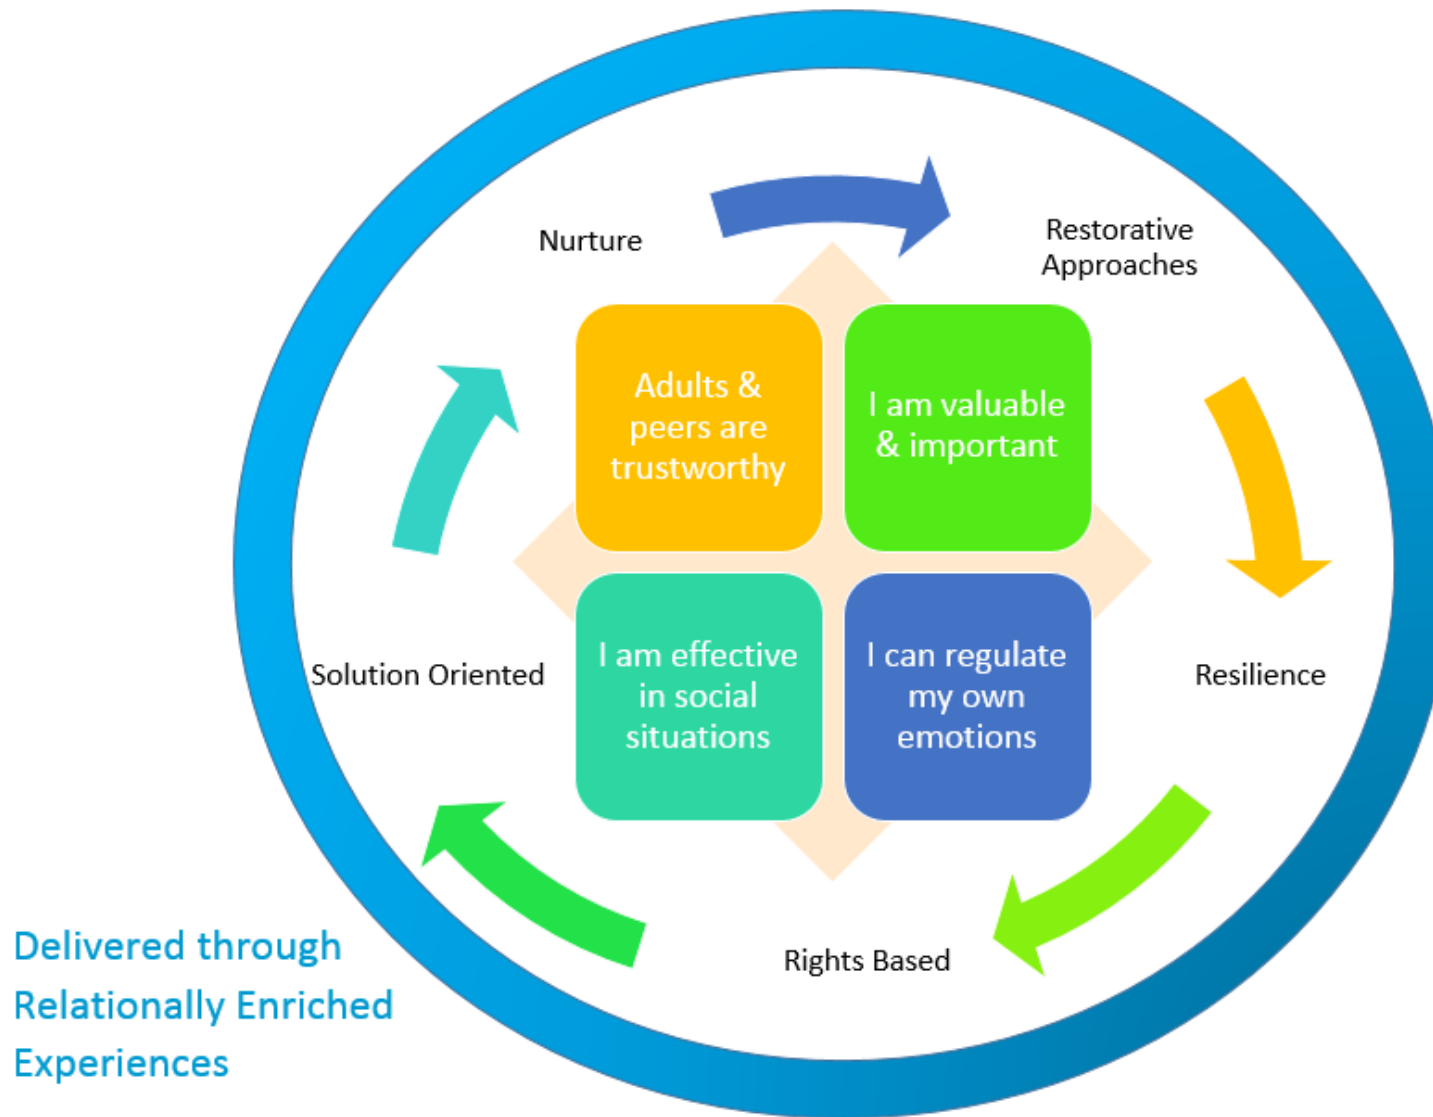 Nurture
Restorative
Approaches
Adults &
peers are
trustworthy
I am valuable
& important
I am effective
in social
situations
I can regulate
my own
emotions
Solution Oriented
Resilience
Rights Based
Delivered through
Relationally Enriched
Experiences